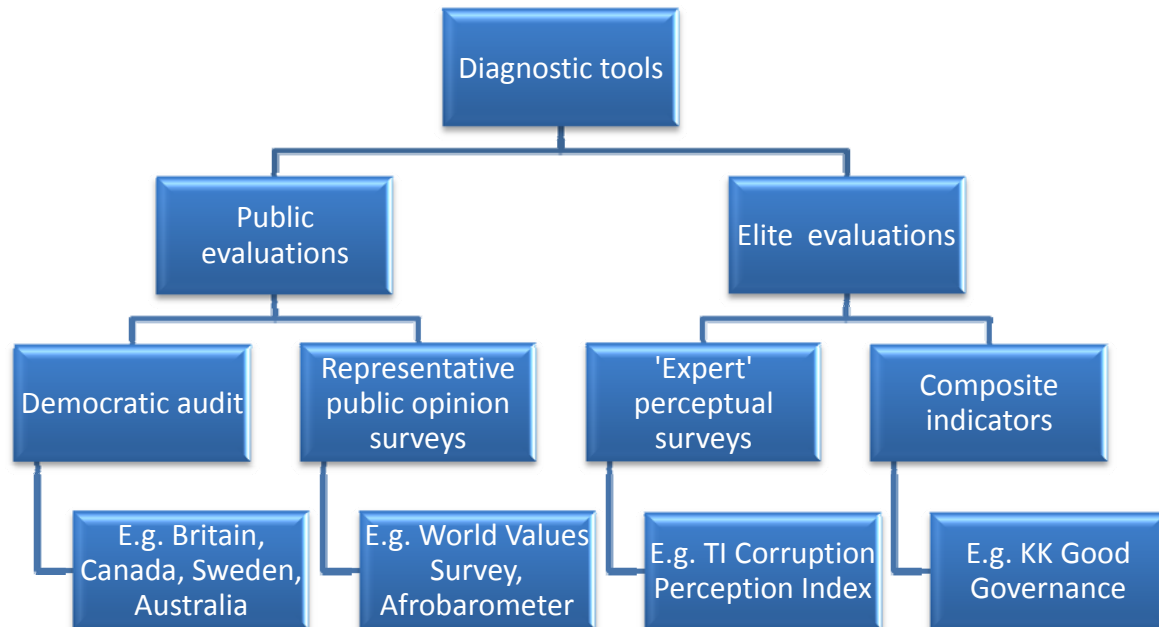 Diagnostic tools
Public
evaluations
Elite  evaluations
Democratic audit
Representative
public opinion
surveys
'Expert'
perceptual
surveys
Composite
indicators
E.g. Britain,
Canada, Sweden,
Australia
E.g. World Values
Survey,
Afrobarometer
E.g. TI Corruption
Perception Index
E.g. KK Good
Governance